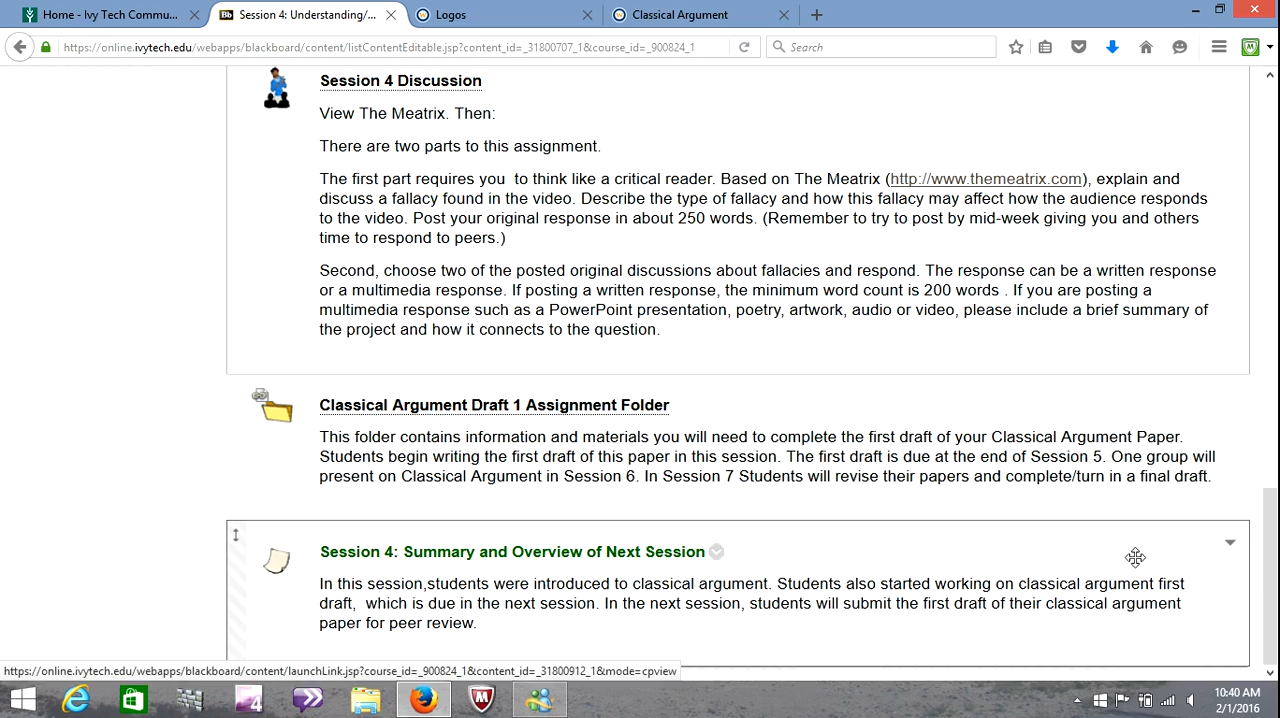 Home - Ivy Tech Commu...
Session 4: Understanding/...
Logos
Classical Argument
https://online.ivytech.edu/webapps/blackboard/content/listContentEditable.jsp?content_id=_31800707_1&course_id=_900824_1
Search
Session 4 Discussion
View The Meatrix. Then:
There are two parts to this assignment.
The first part requires you  to think like a critical reader. Based on The Meatrix (http://www.themeatrix.com), explain and
discuss a fallacy found in the video. Describe the type of fallacy and how this fallacy may affect how the audience responds
to the video. Post your original response in about 250 words. (Remember to try to post by mid-week giving you and others
time to respond to peers.)
Second, choose two of the posted original discussions about fallacies and respond. The response can be a written response
or a multimedia response. If posting a written response, the minimum word count is 200 words . If you are posting a
multimedia response such as a PowerPoint presentation, poetry, artwork, audio or video, please include a brief summary of
the project and how it connects to the question.
Classical Argument Draft 1 Assignment Folder
This folder contains information and materials you will need to complete the first draft of your Classical Argument Paper.
Students begin writing the first draft of this paper in this session. The first draft is due at the end of Session 5. One group will
present on Classical Argument in Session 6. In Session 7 Students will revise their papers and complete/turn in a final draft.
Session 4: Summary and Overview of Next Session
In this session,students were introduced to classical argument. Students also started working on classical argument first
draft,  which is due in the next session. In the next session, students will submit the first draft of their classical argument
paper for peer review.
https://online.ivytech.edu/webapps/blackboard/content/launchLink.jsp?course_id=_900824_1&content_id=_31800912_1&mode=cpview
10:40 AM
2/1/2016